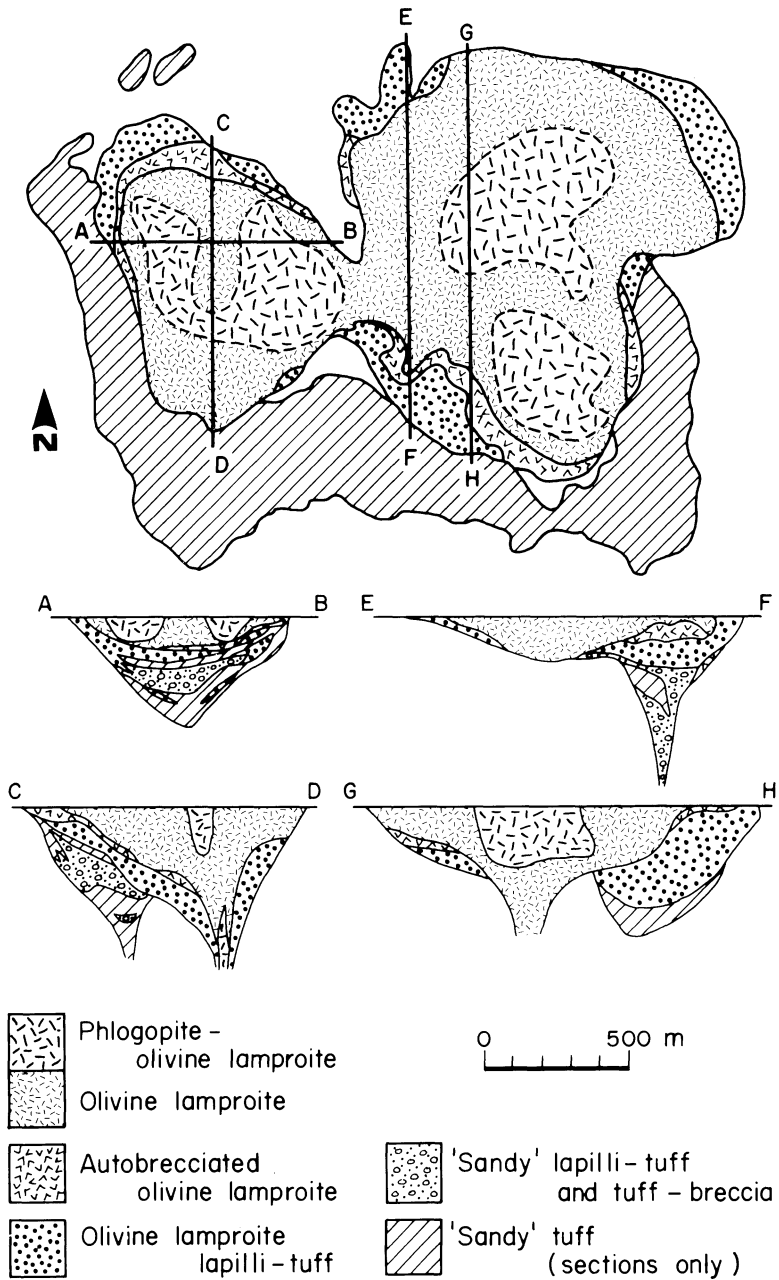 E
G
C
A
B
N
D
F
H
A B E F
C D G H
Phlogopite-
olivine lamproite
Olivine lamproite
Autobrecciated
olivine lamproite
Olivine lamproite
lapilli-tuff
0 500 m
'Sandy' lapilli-tuff
and tuff-breccia
'Sandy' tuff
(sections only)